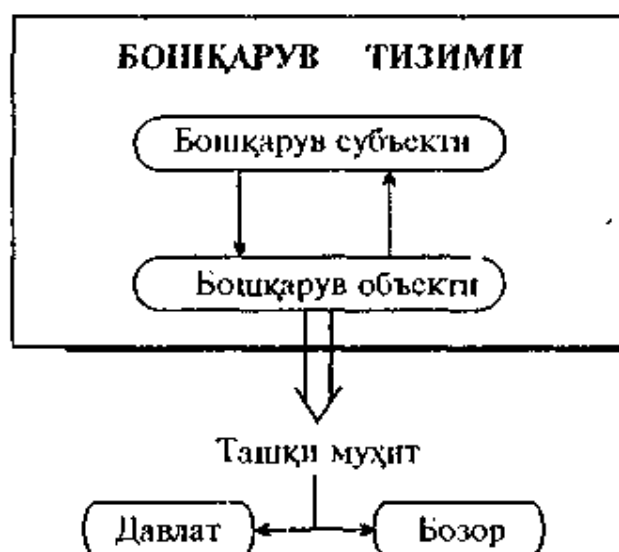 БОШҚАРУВ ТИЗИМИ
Бошқарув субъекти
Бошқарув объекти
Ташқи муҳит
Давлат
Бозор